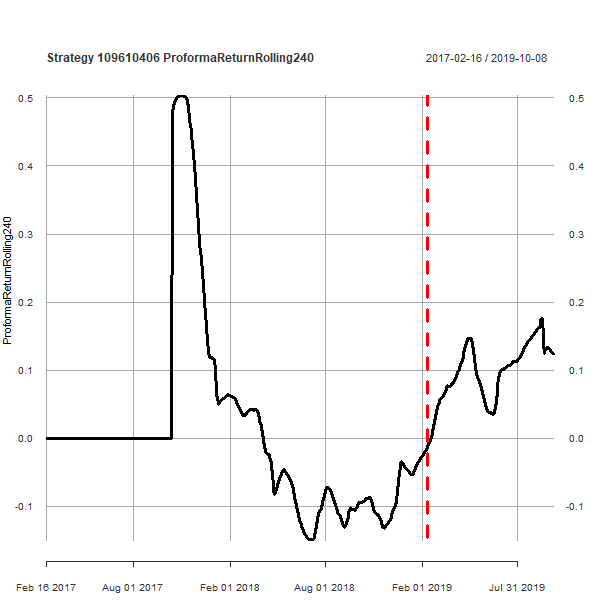 Strategy 109610406 ProformaReturnRolling240
2017-02-16 / 2019-10-08
ProformaReturnRolling240
0.5 0.5
0.4 0.4
0.3 0.3
0.2 0.2
0.1 0.1
0.0 0.0
-0.1 -0.1
Feb 16 2017 Aug 01 2017 Feb 01 2018 Aug 01 2018 Feb 01 2019 Jul 31 2019